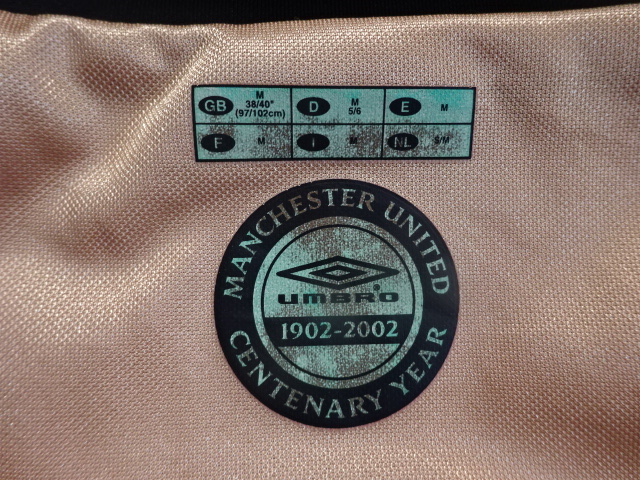 GB M 38/40" (97/102cm) D M 5/6 E M
F M I M NL S/M
MANCHESTER UNITED
UMBRO
1902-2002
CENTENARY YEAR